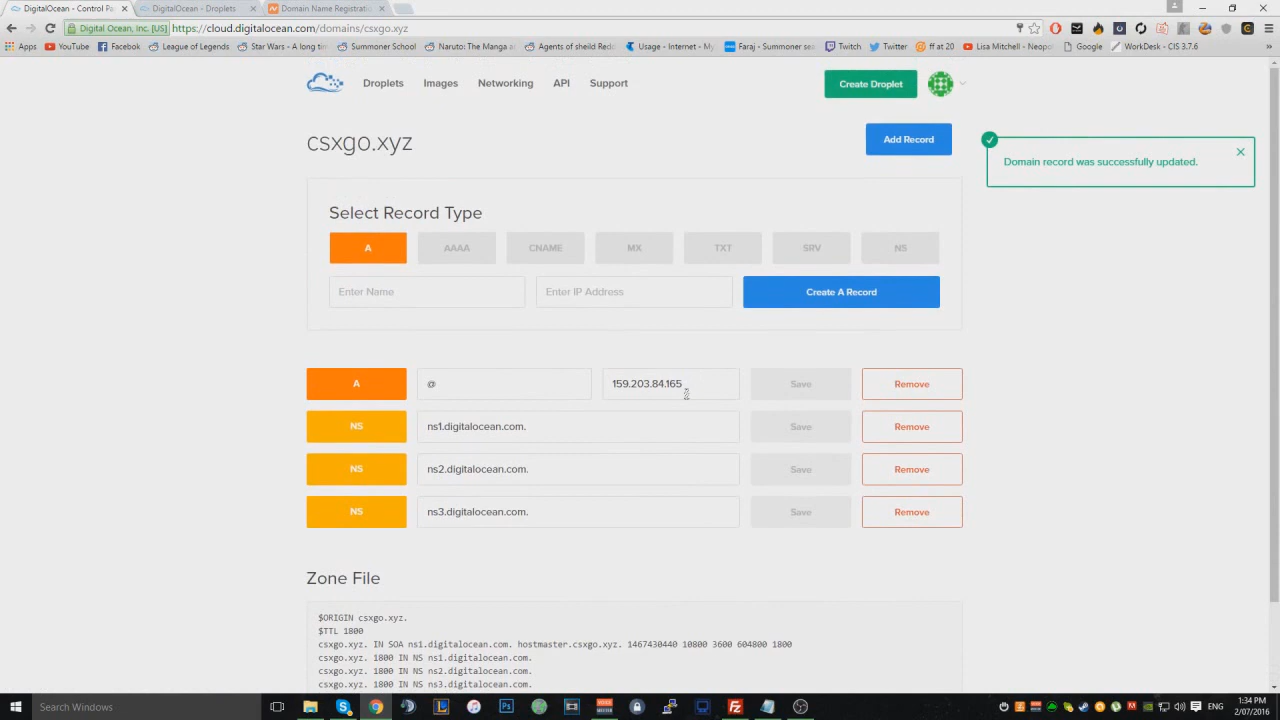 DigitalOcean - Control Pa
DigitalOcean - Droplets
Domain Name Registratio
Digital Ocean, Inc. [US]
https://cloud.digitalocean.com/domains/csxgo.xyz
Apps
YouTube
Facebok
League of Legends
Star Wars - A long tim
Summoner School
Naruto: The Manga a
Agents of sheild Redd
Usage - Internet - My
Faraj - Summoner sea
Twitch
Twitter
ff at 20
Lisa Mitchell - Neopo
Google
WorkDesk - CIS 3.7.6
Droplets
Images
Networking
API
Support
Create Droplet
csxgo.xyz
Add Record
Domain record was successfully updated.
Select Record Type
A
AAAA
CNAME
MX
TXT
SRV
NS
Enter Name
Enter IP Address
Create A Record
A
@
159.203.84.165
Save
Remove
NS
ns1.digitalocean.com.
Save
Remove
NS
ns2.digitalocean.com.
Save
Remove
NS
ns3.digitalocean.com.
Save
Remove
Zone File
$ORIGIN csxgo.xyz.
$TTL 1800
csxgo.xyz. IN SOA ns1.digitalocean.com. hostmaster.csxgo.xyz. 1467430440 10800 3600 604800 1800
csxgo.xyz. 1800 IN NS ns1.digitalocean.com.
csxgo.xyz. 1800 IN NS ns2.digitalocean.com.
csxgo.xyz. 1800 IN NS ns3.digitalocean.com.
Search Windows
ENG
1:34 PM
2/07/2016